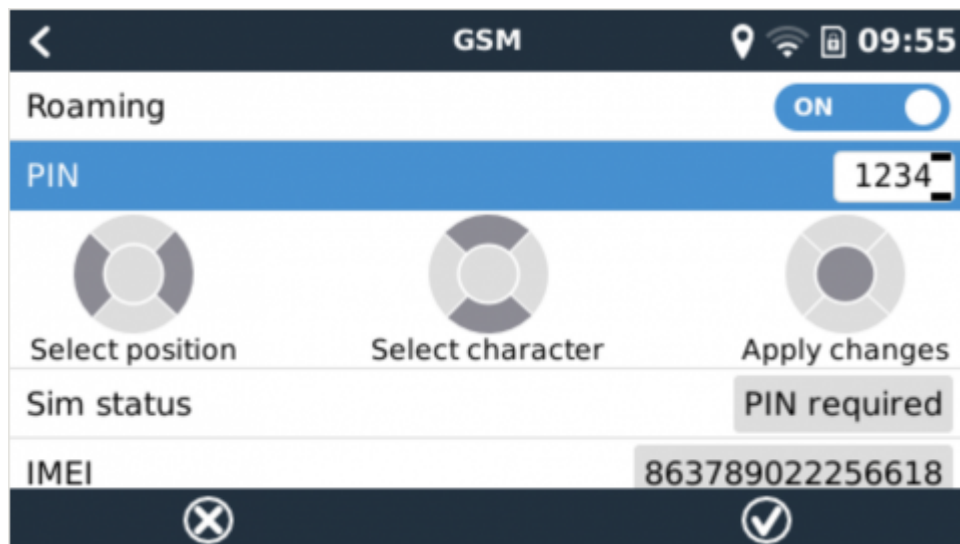 GSM 09:55
Roaming ON
PIN 1234
Select position Select character Apply changes
Sim status PIN required
IMEI 863789022256618